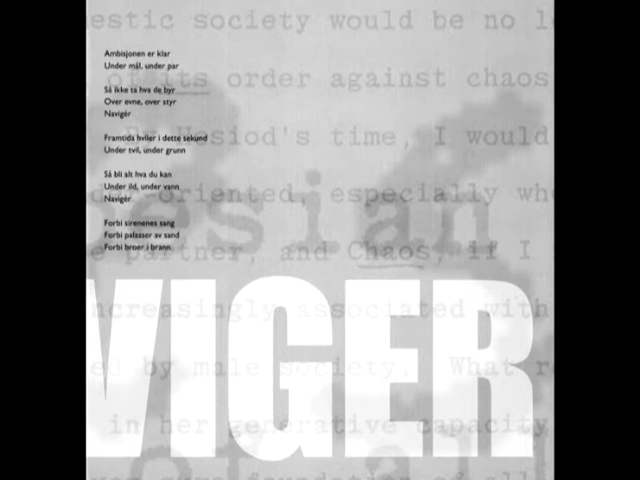 estic society would be no l
Ambisjonen er klar
Under mål, under par
of its order against chaos
Så ikke ta hva de byr
Over evne, over styr
Navigér
Hesiod's time, I would
Framtida hviler i dette sekund
Under tvil, under grunn
Så bli alt hva du kan
Under ild, under vann
Navigér
oriented, especially whe
esian
Forbi sirenenes sang
Forbi palasser av sand
Forbi broer i brann
e partner, and Chaos, if I
ncreasingly associated with
VIGER
ed by male society. What re
in her generative capacity